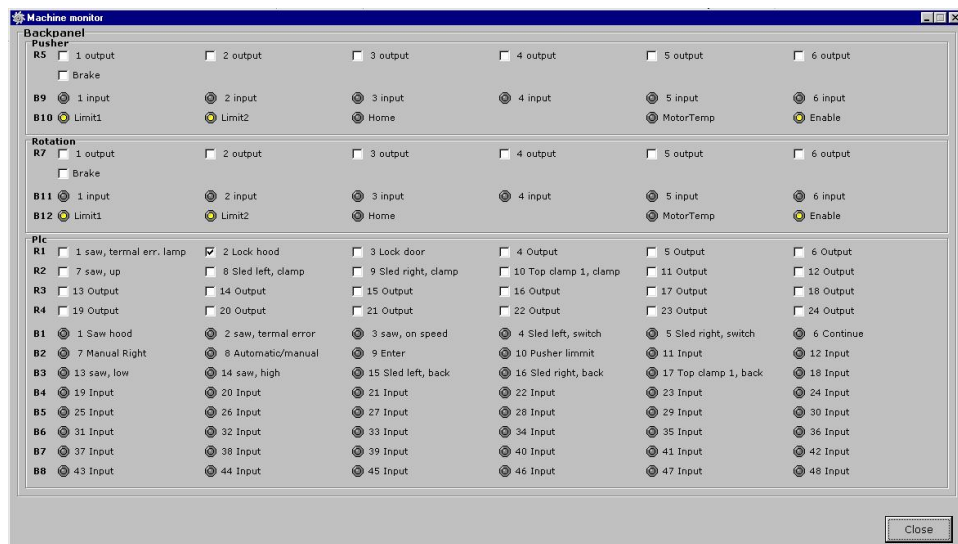 Machine monitor
Backpanel
Pusher
R5 1 output 2 output 3 output 4 output 5 output 6 output
Brake
B9 1 input 2 input 3 input 4 input 5 input 6 input
B10 Limit1 Limit2 Home MotorTemp Enable
Rotation
R7 1 output 2 output 3 output 4 output 5 output 6 output
Brake
B11 1 input 2 input 3 input 4 input 5 input 6 input
B12 Limit1 Limit2 Home MotorTemp Enable
Plc
R1 1 saw, termal err. lamp 2 Lock hood 3 Lock door 4 Output 5 Output 6 Output
R2 7 saw, up 8 Sled left, clamp 9 Sled right, clamp 10 Top clamp 1, clamp 11 Output 12 Output
R3 13 Output 14 Output 15 Output 16 Output 17 Output 18 Output
R4 19 Output 20 Output 21 Output 22 Output 23 Output 24 Output
B1 1 Saw hood 2 saw, termal error 3 saw, on speed 4 Sled left, switch 5 Sled right, switch 6 Continue
B2 7 Manual Right 8 Automatic/manual 9 Enter 10 Pusher limmit 11 Input 12 Input
B3 13 saw, low 14 saw, high 15 Sled left, back 16 Sled right, back 17 Top clamp 1, back 18 Input
B4 19 Input 20 Input 21 Input 22 Input 23 Input 24 Input
B5 25 Input 26 Input 27 Input 28 Input 29 Input 30 Input
B6 31 Input 32 Input 33 Input 34 Input 35 Input 36 Input
B7 37 Input 38 Input 39 Input 40 Input 41 Input 42 Input
B8 43 Input 44 Input 45 Input 46 Input 47 Input 48 Input
Close